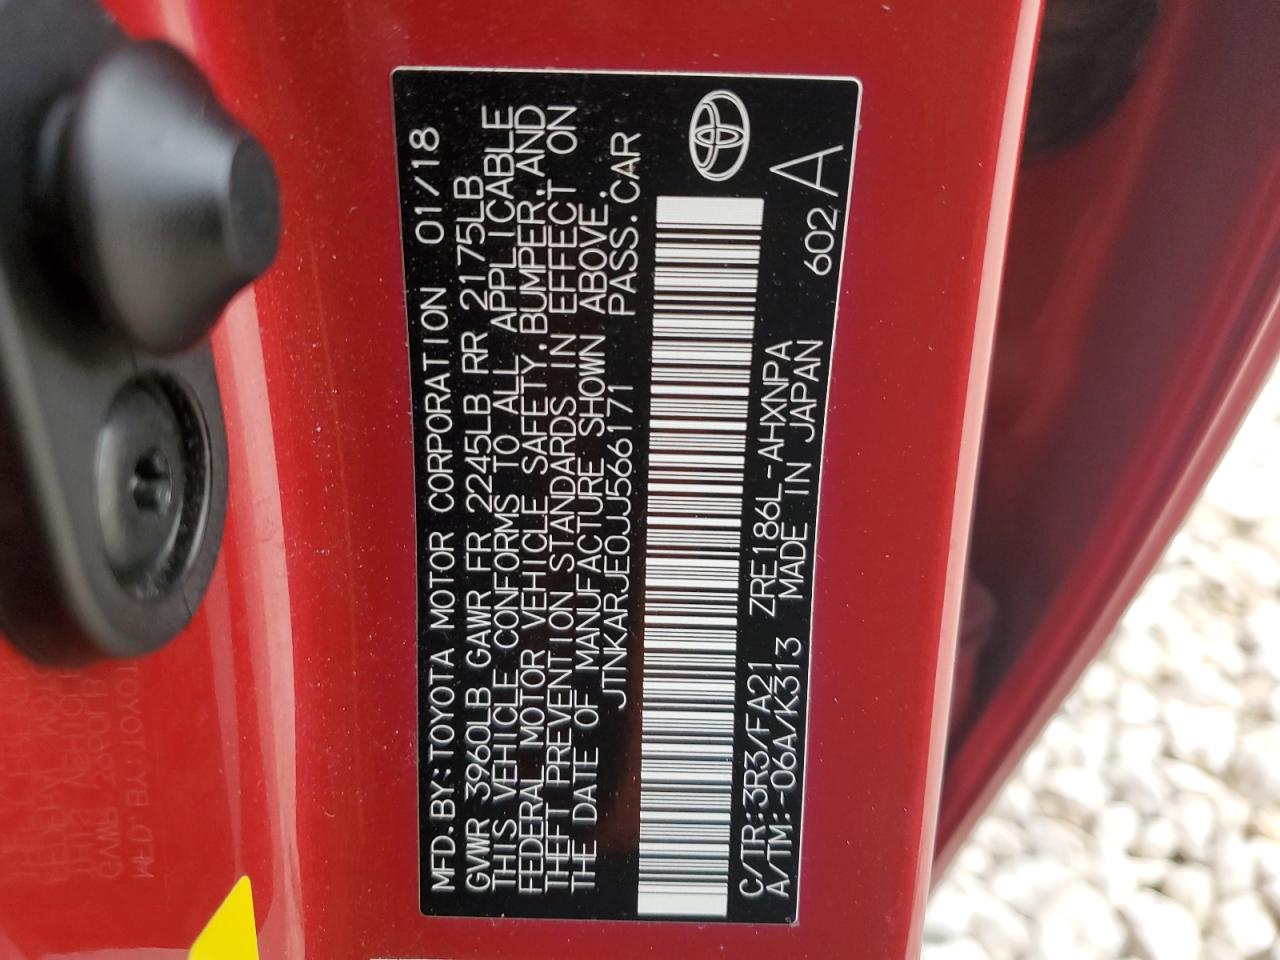 MFD.BY:TOYOTA MOTOR CORPORATION 01/18
GVWR 3960LB GAWR FR 2245LB RR 2175LB
THIS VEHICLE CONFORMS TO ALL APPLICABLE
FEDERAL MOTOR VEHICLE SAFETY,BUMPER,AND
THEFT PREVENTION STANDARDS IN EFFECT ON
THE DATE OF MANUFACTURE SHOWN ABOVE.
JTNKARJE0JJ566171 PASS.CAR
C/TR:3R3/FA21 ZRE186L-AHXNPA
A/TM:-06A/K313 MADE IN JAPAN
602 A